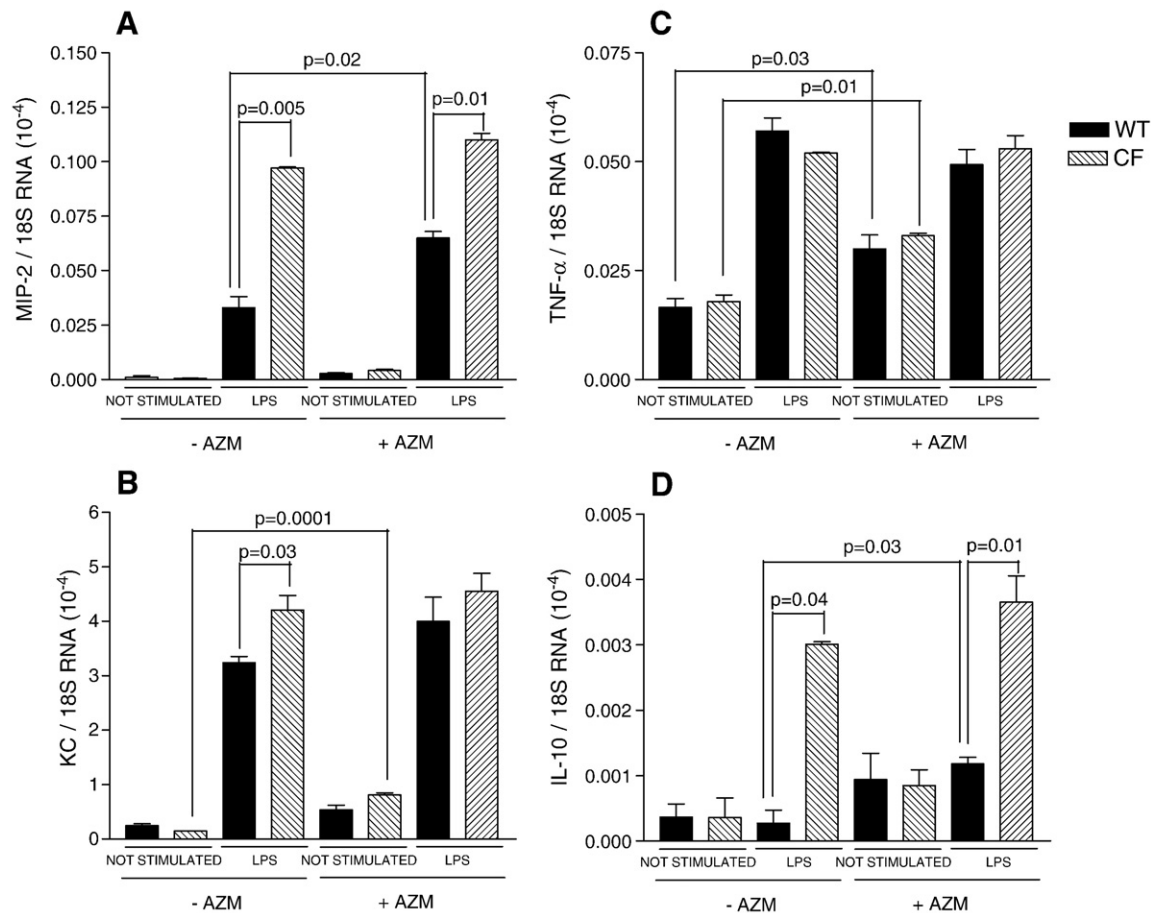 A
MIP-2 / 18S RNA (10⁻⁴)
0.150
0.125
0.100
0.075
0.050
0.025
0.000
p=0.02
p=0.005
p=0.01
NOT STIMULATED LPS NOT STIMULATED LPS
- AZM + AZM
C
TNF-α / 18S RNA (10⁻⁴)
0.075
0.050
0.025
0.000
p=0.03
p=0.01
NOT STIMULATED LPS NOT STIMULATED LPS
- AZM + AZM
WT
CF
B
KC / 18S RNA (10⁻⁴)
6
5
4
3
2
1
0
p=0.0001
p=0.03
NOT STIMULATED LPS NOT STIMULATED LPS
- AZM + AZM
D
IL-10 / 18S RNA (10⁻⁴)
0.005
0.004
0.003
0.002
0.001
0.000
p=0.03 p=0.01
p=0.04
NOT STIMULATED LPS NOT STIMULATED LPS
- AZM + AZM